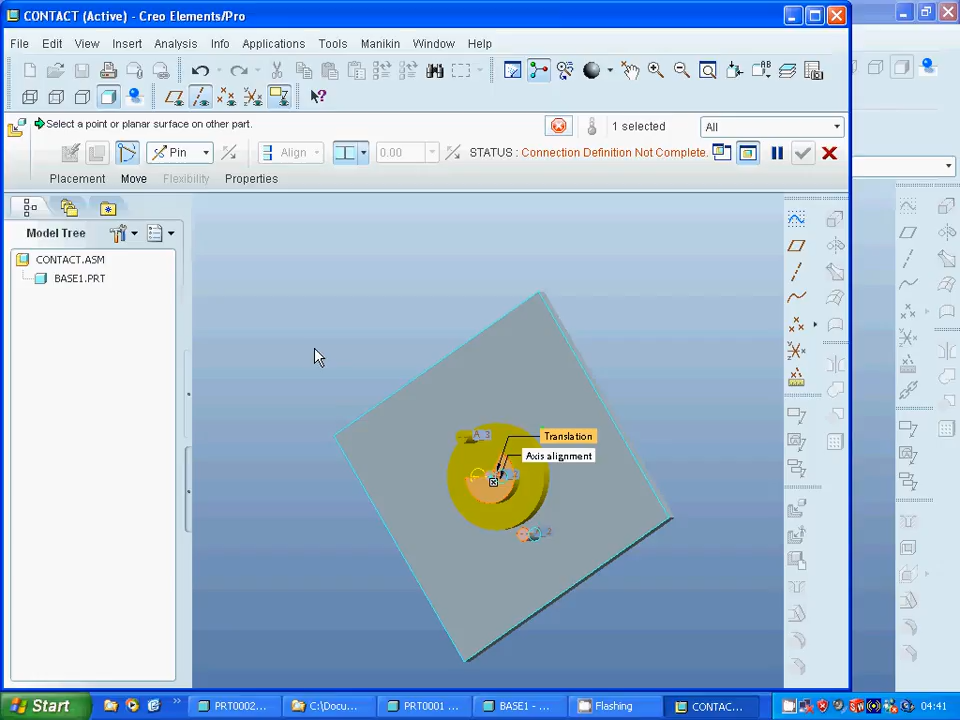 CONTACT (Active) - Creo Elements/Pro
File Edit View Insert Analysis Info Applications Tools Manikin Window Help
Select a point or planar surface on other part.
1 selected
All
Pin
Align
0.00
STATUS : Connection Definition Not Complete.
Placement Move Flexibility Properties
Model Tree
CONTACT.ASM
BASE1.PRT
A_3
Translation
Axis alignment
Start
PRT0002...
C:\Docu...
PRT0001 ...
BASE1 - ...
Flashing
CONTAC...
04:41